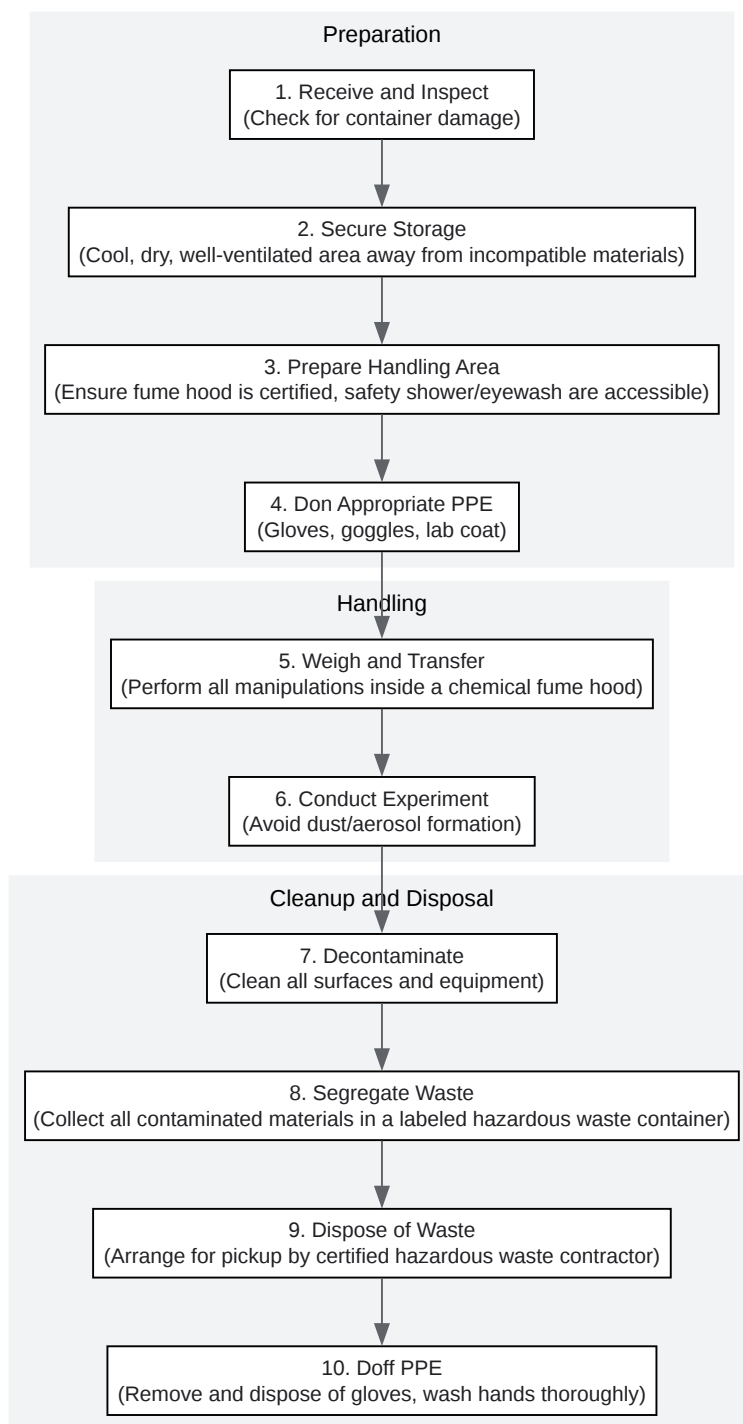 Preparation
1. Receive and Inspect
(Check for container damage)
2. Secure Storage
(Cool, dry, well-ventilated area away from incompatible materials)
3. Prepare Handling Area
(Ensure fume hood is certified, safety shower/eyewash are accessible)
4. Don Appropriate PPE
(Gloves, goggles, lab coat)
Handling
5. Weigh and Transfer
(Perform all manipulations inside a chemical fume hood)
6. Conduct Experiment
(Avoid dust/aerosol formation)
Cleanup and Disposal
7. Decontaminate
(Clean all surfaces and equipment)
8. Segregate Waste
(Collect all contaminated materials in a labeled hazardous waste container)
9. Dispose of Waste
(Arrange for pickup by certified hazardous waste contractor)
10. Doff PPE
(Remove and dispose of gloves, wash hands thoroughly)